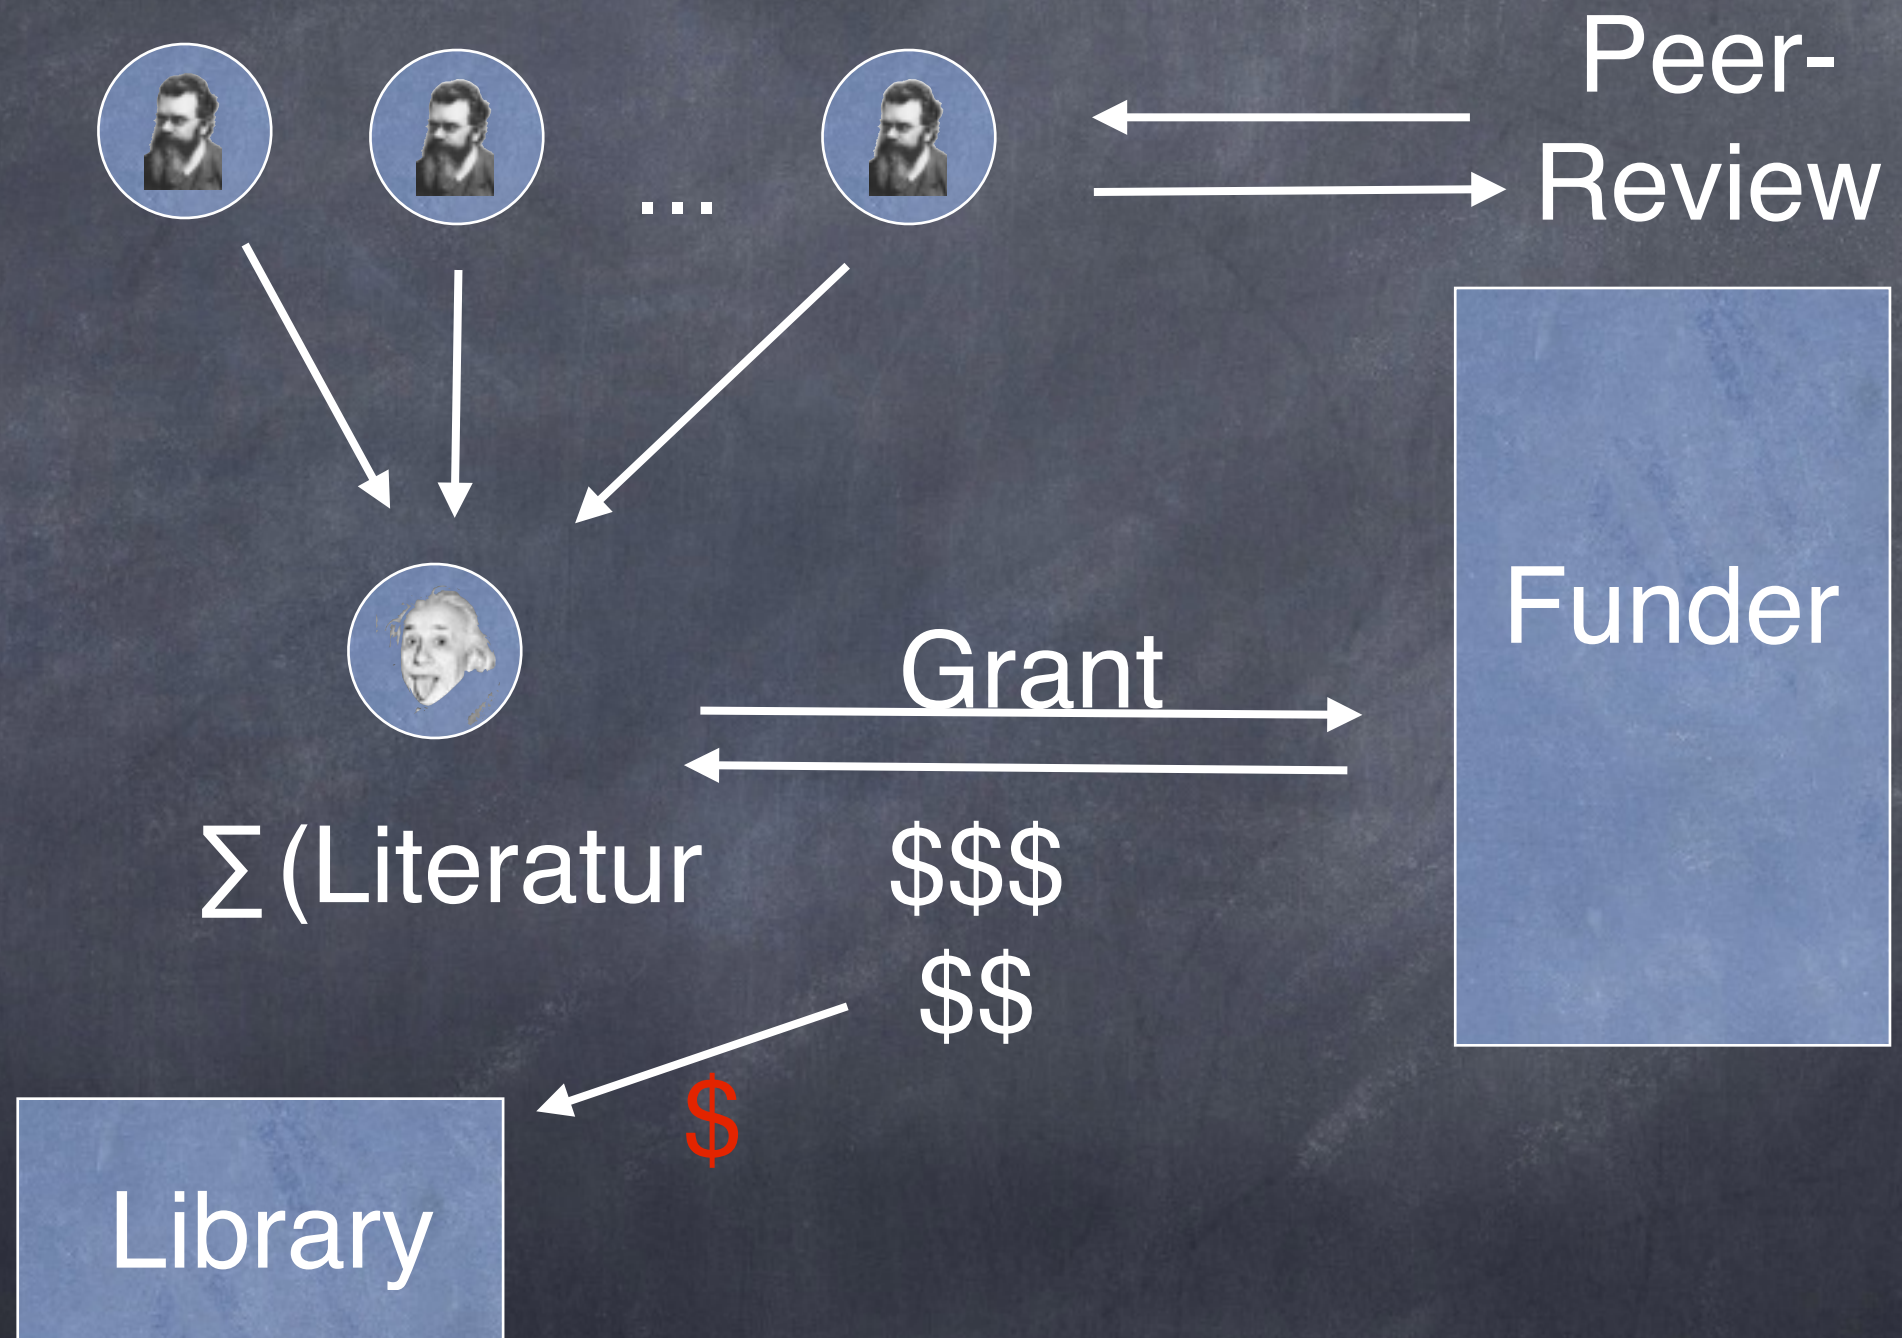 Peer-
Review
...
Funder
Grant
∑(Literatur
$$$
$$
$
Library